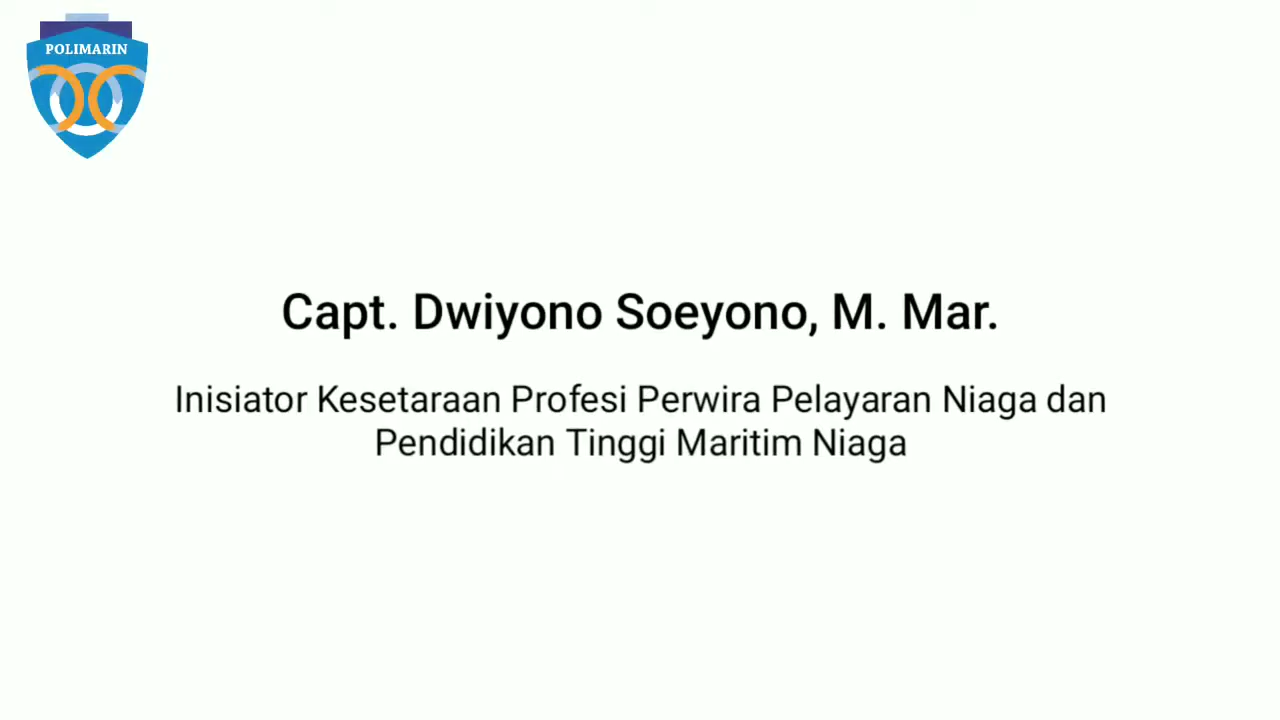 POLIMARIN
Capt. Dwiyono Soeyono, M. Mar.
Inisiator Kesetaraan Profesi Perwira Pelayaran Niaga dan
Pendidikan Tinggi Maritim Niaga